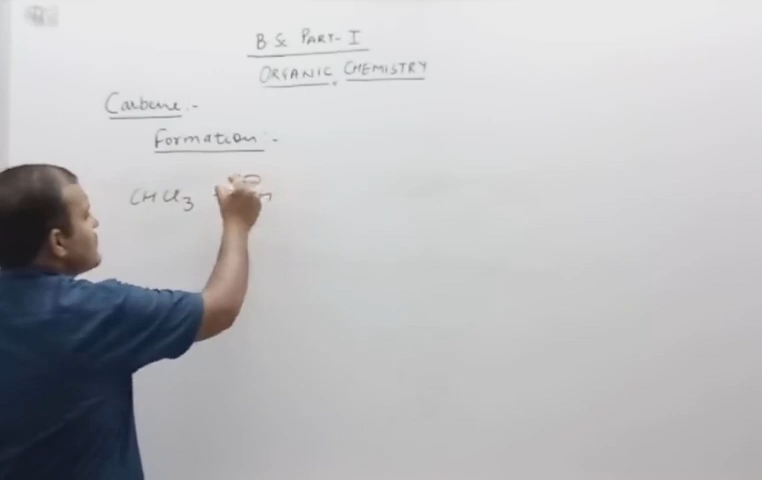 B Sc PART-I
ORGANIC CHEMISTRY
Carbene:-
Formation:-
CHCl3